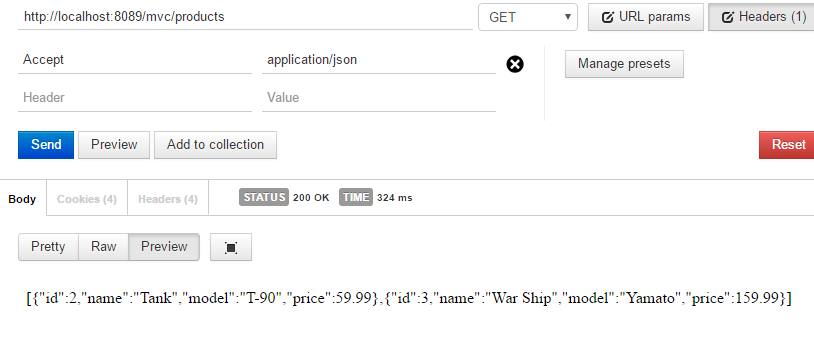 http://localhost:8089/mvc/products GET URL params Headers (1)
Accept application/json Manage presets
Header Value
Send Preview Add to collection Reset
Body Cookies (4) Headers (4) STATUS 200 OK TIME 324 ms
Pretty Raw Preview
[{"id":2,"name":"Tank","model":"T-90","price":59.99},{"id":3,"name":"War Ship","model":"Yamato","price":159.99}]